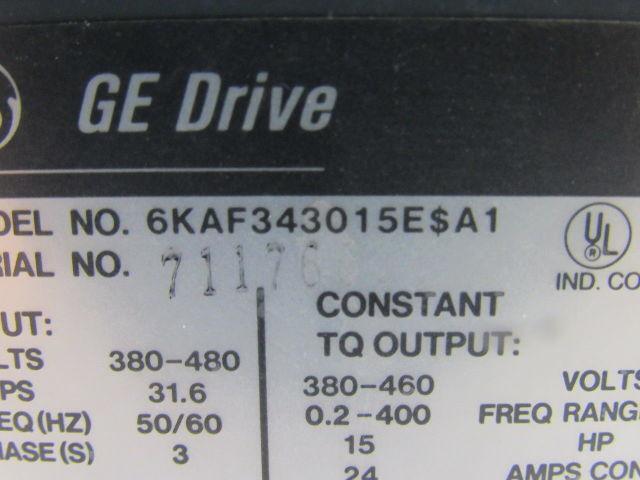 GE Drive
DEL NO. 6KAF343015E$A1
RIAL NO. 71176
UL
®
IND. CO
UT:
CONSTANT
TQ OUTPUT:
LTS 380-480
380-460 VOLTS
PS 31.6
0.2-400 FREQ RANGE
EQ(HZ) 50/60
15 HP
HASE(S) 3
24 AMPS CON